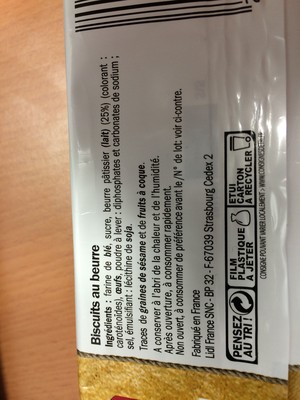 Biscuits au beurre
Ingrédients : farine de blé, sucre, beurre pâtissier (lait) (25%) (colorant :
caroténoïdes), œufs, poudre à lever : diphosphates et carbonates de sodium ;
sel, émulsifiant : lécithine de soja.
Traces de graines de sésame et de fruits à coque.
A conserver à l'abri de la chaleur et de l'humidité.
Après ouverture, à consommer rapidement.
Non ouvert, à consommer de préférence avant le /N° de lot: voir ci-contre.
Fabriqué en France
Lidl France SNC- BP 32 - F-67039 Strasbourg Cedex 2
PENSEZ
AU TRI !
FILM
PLASTIQUE
À JETER
ETUI
CARTON
À RECYCLER
CONSIGNE POUVANT VARIER LOCALEMENT